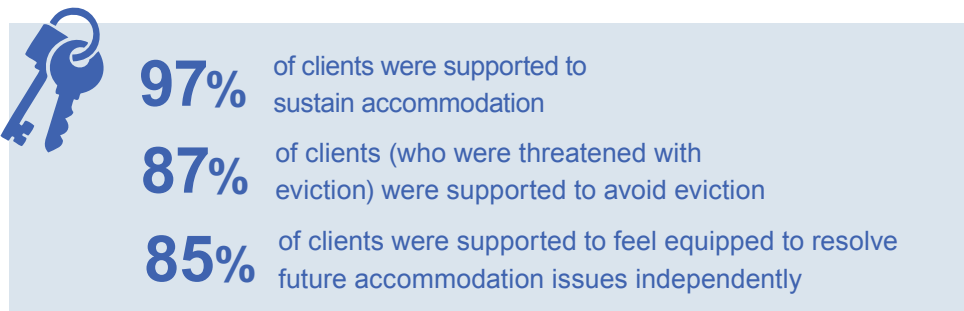 97% of clients were supported to
sustain accommodation
87% of clients (who were threatened with
eviction) were supported to avoid eviction
85% of clients were supported to feel equipped to resolve
future accommodation issues independently